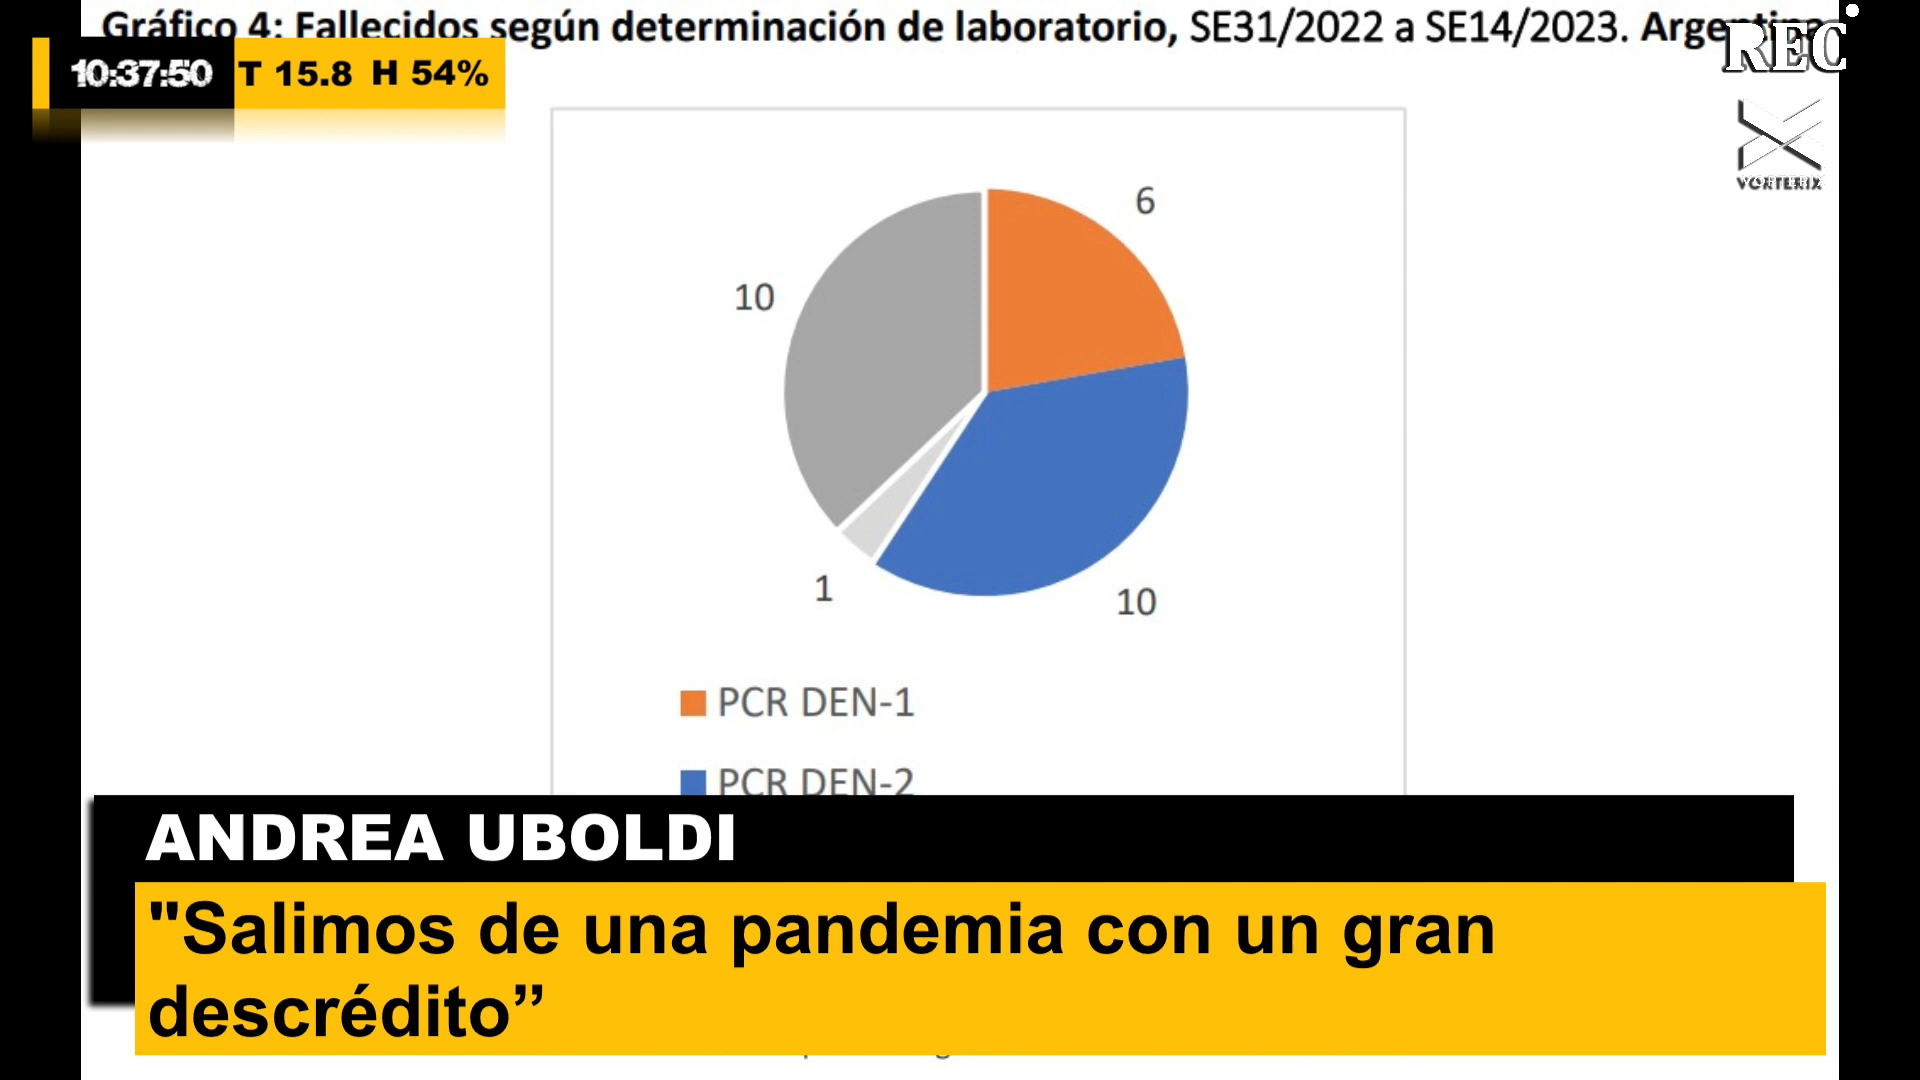 Gráfico 4: Fallecidos según determinación de laboratorio, SE31/2022 a SE14/2023. Argentina
REC
10:37:50 T 15.8 H 54%
VORTERIX
6
10
1
10
PCR DEN-1
PCR DEN-2
ANDREA UBOLDI
"Salimos de una pandemia con un gran
descrédito”